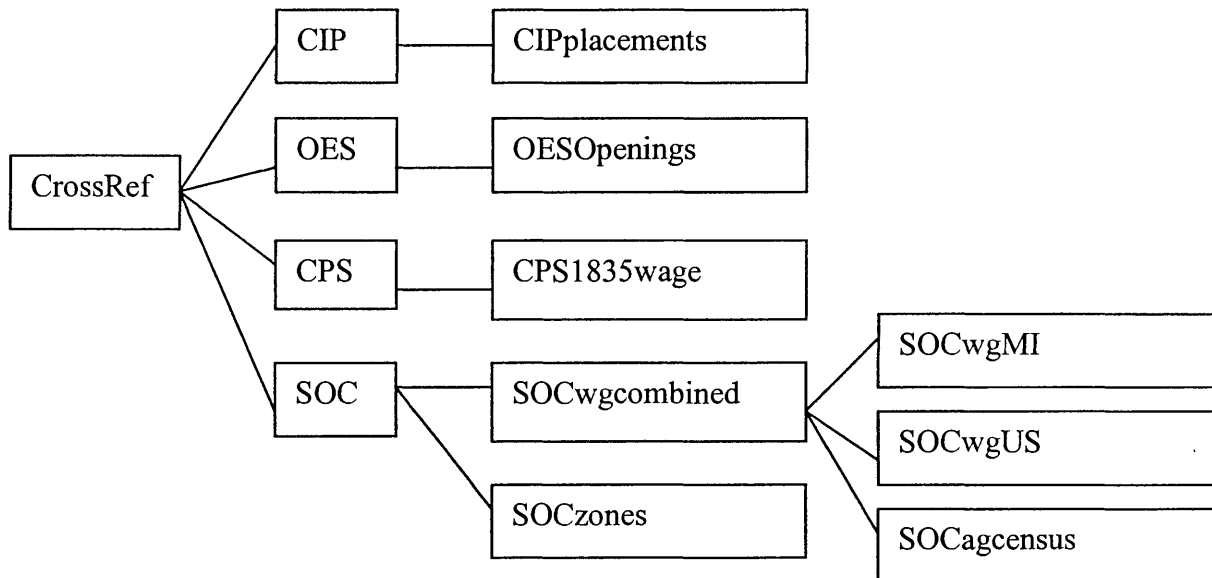 CIP
CIPplacements
OES
OESOpenings
CrossRef
CPS
CPS1835wage
SOC
SOCwgcombined
SOCzones
SOCwgMI
SOCwgUS
SOCagcensus